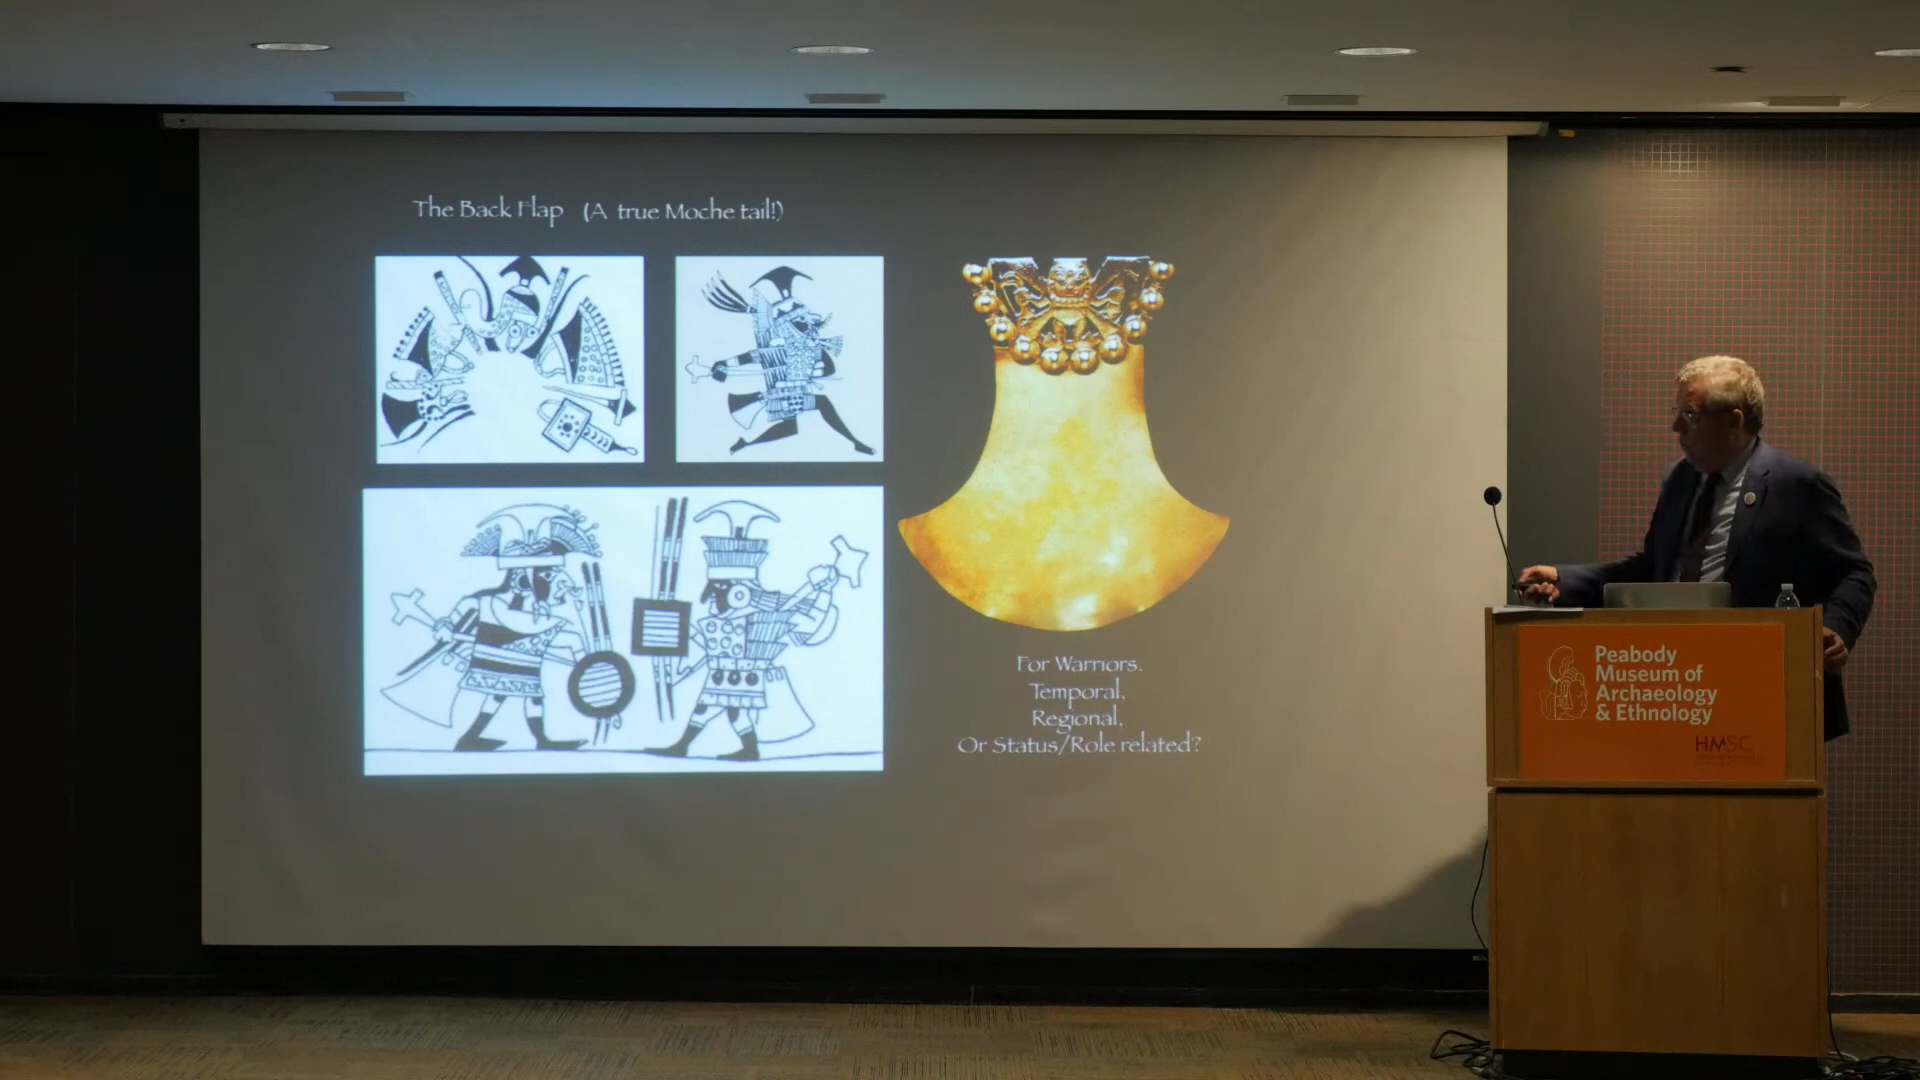 The Back Flap (A true Moche tail!)
For Warriors.
Temporal,
Regional,
Or Status/Role related?
Peabody
Museum of
Archaeology
& Ethnology
HMSC